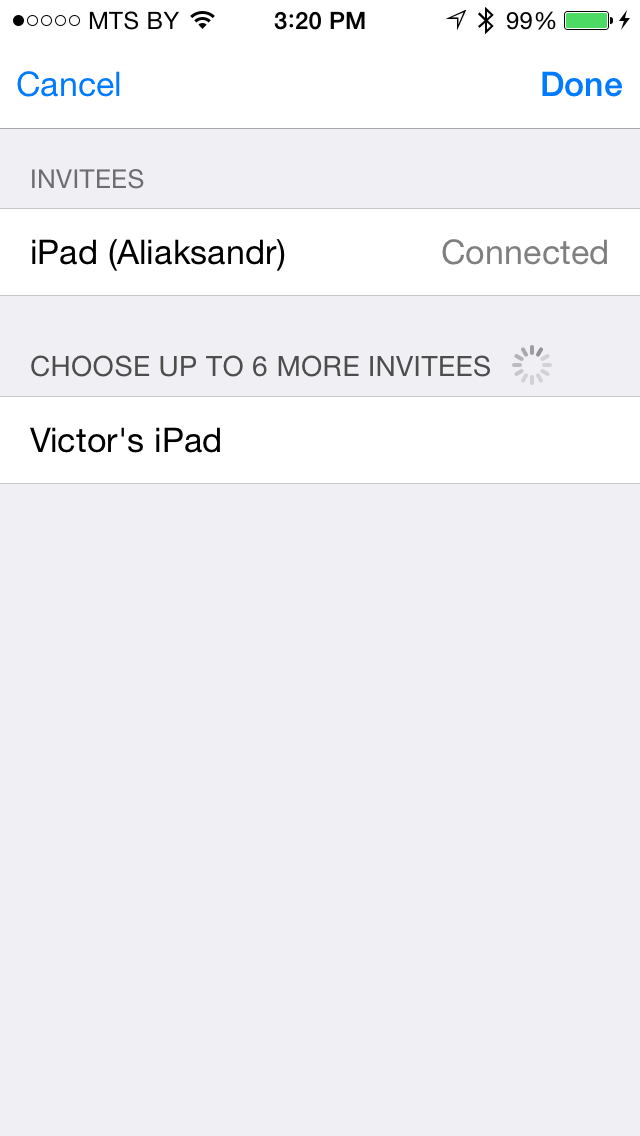 MTS BY 3:20 PM 99%
Cancel Done
INVITEES
iPad (Aliaksandr) Connected
CHOOSE UP TO 6 MORE INVITEES
Victor's iPad